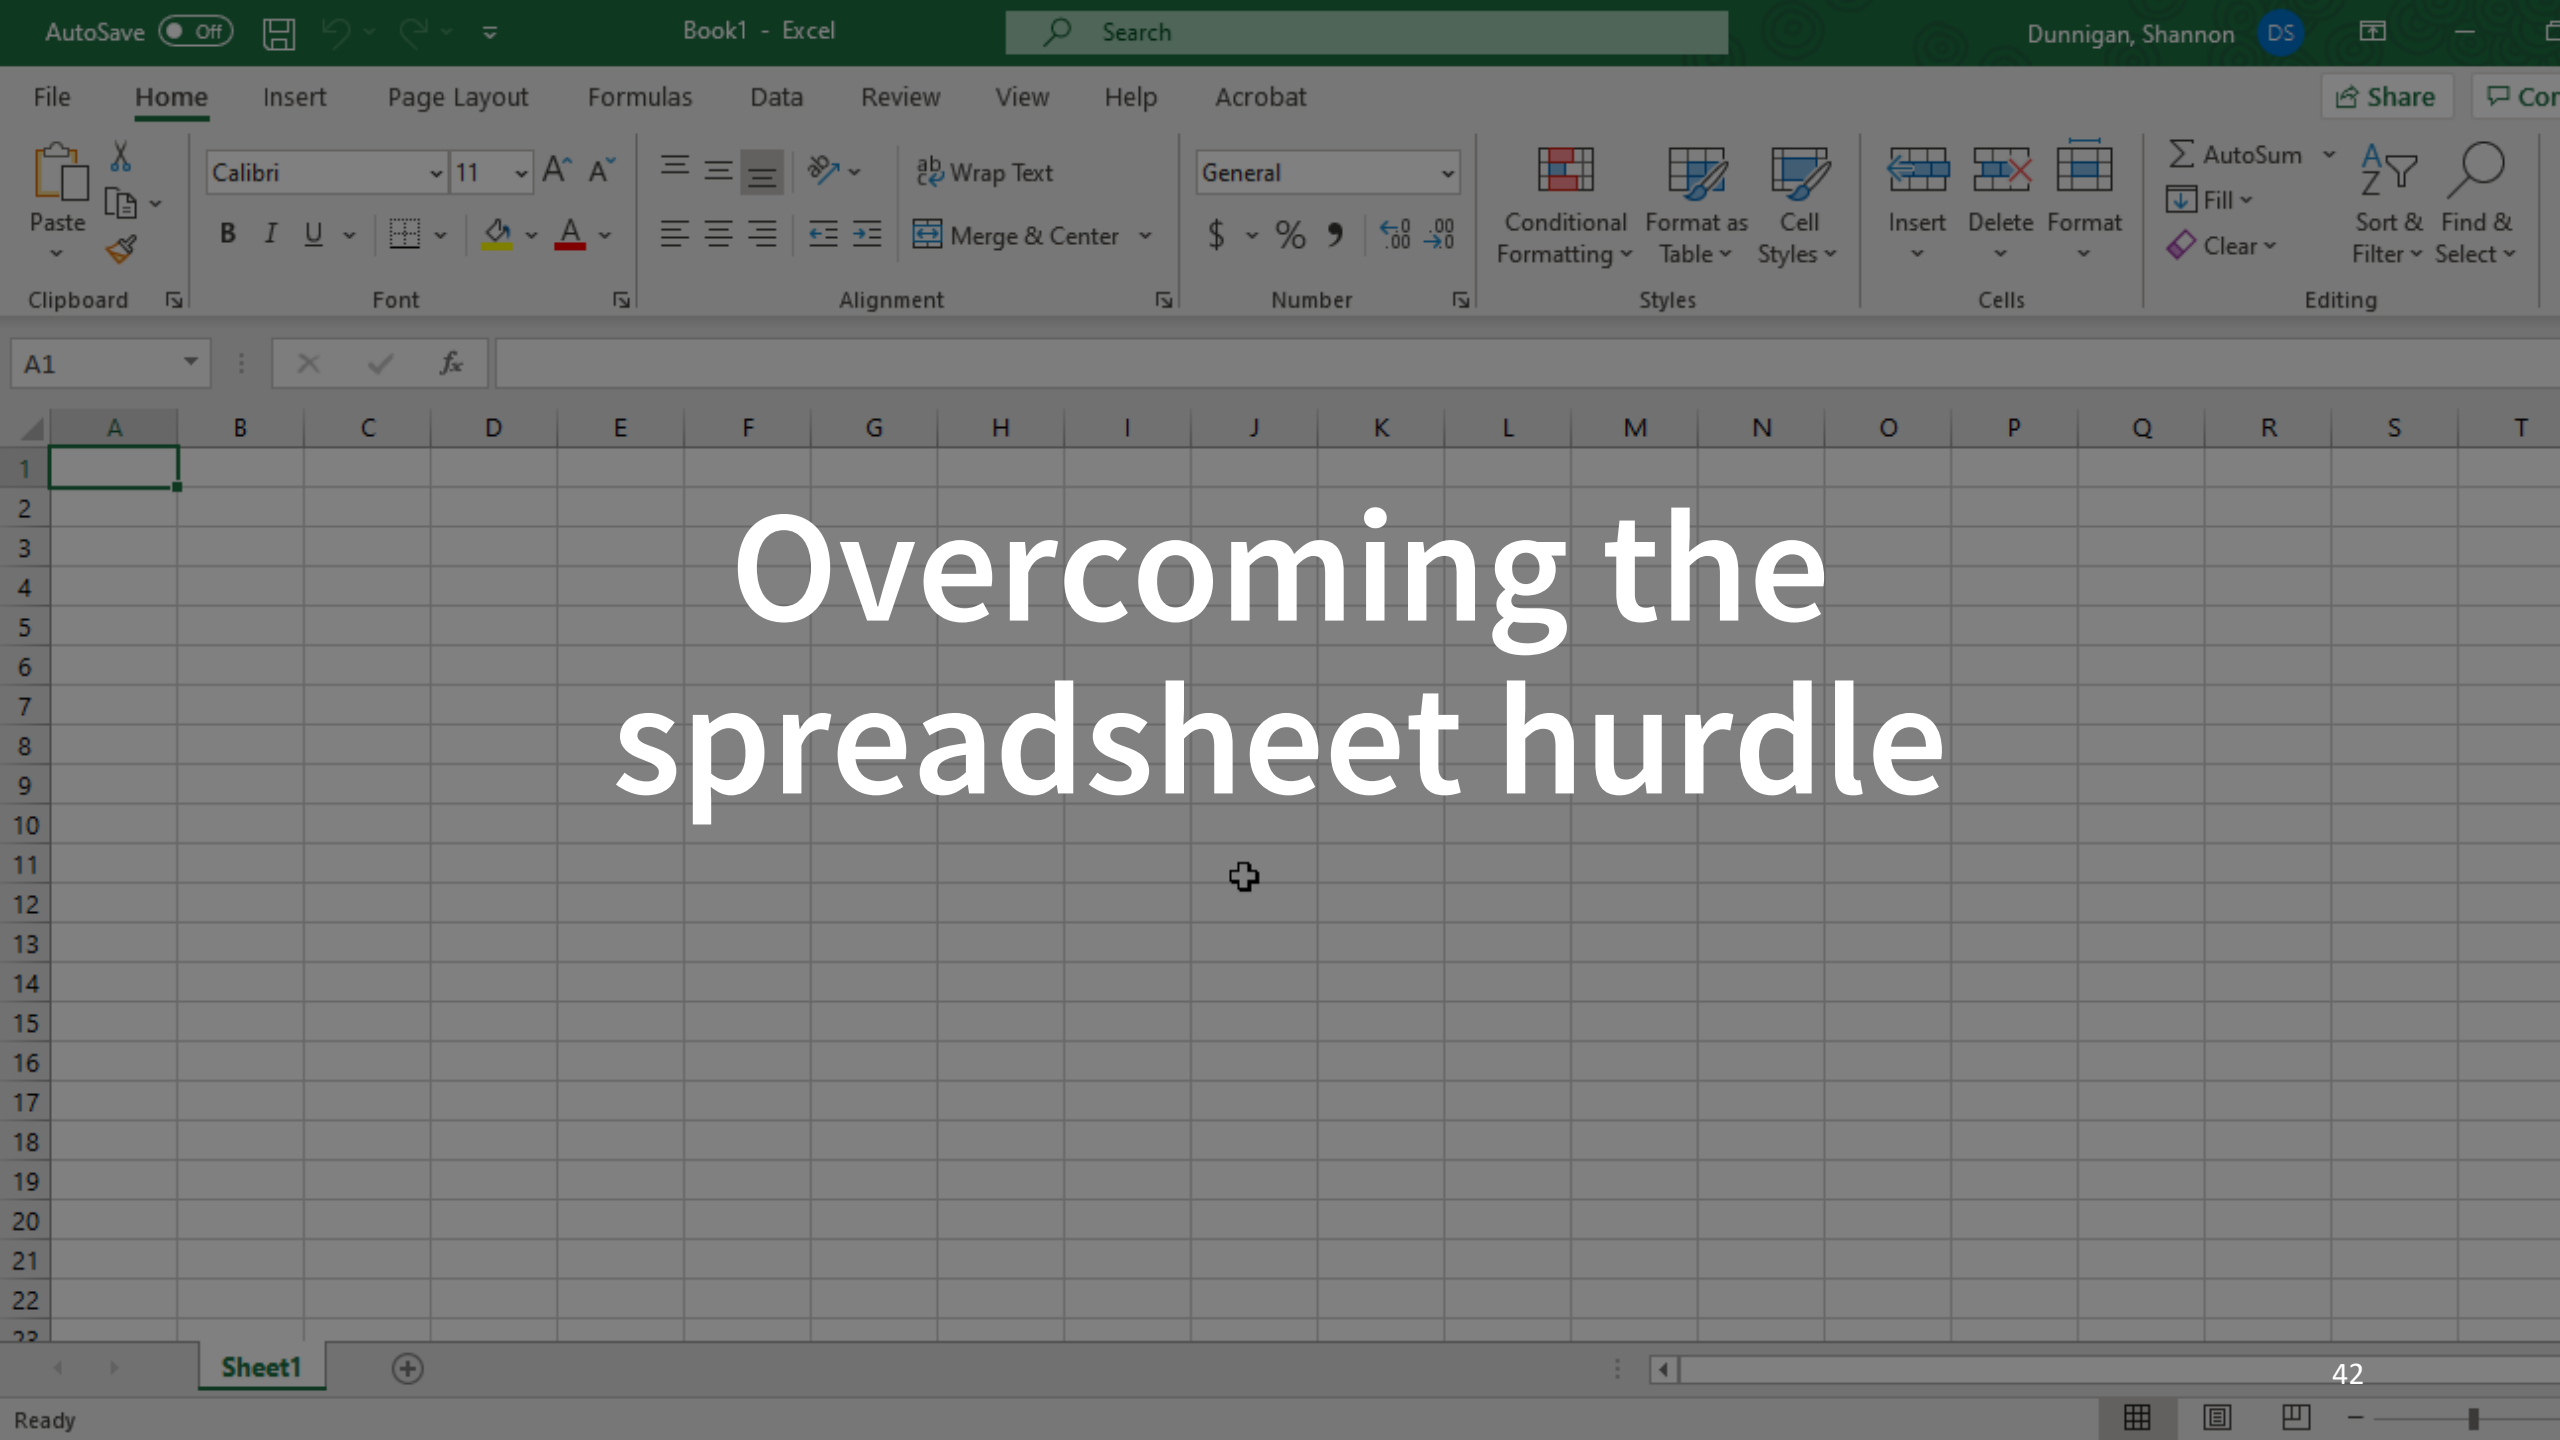 AutoSave Off Book1 - Excel Search Dunnigan, Shannon DS
File Home Insert Page Layout Formulas Data Review View Help Acrobat Share
Calibri 11 Wrap Text General AutoSum
Paste B I U Merge & Center $ % Conditional Formatting Format as Table Cell Styles Insert Delete Format Fill Clear Sort & Filter Find & Select
Clipboard Font Alignment Number Styles Cells Editing
A1 fx
A B C D E F G H I J K L M N O P Q R S T
1
2
3
4
5
6
7
8
9
10
11
12
13
14
15
16
17
18
19
20
21
22
23
Overcoming the
spreadsheet hurdle
Sheet1
42
Ready